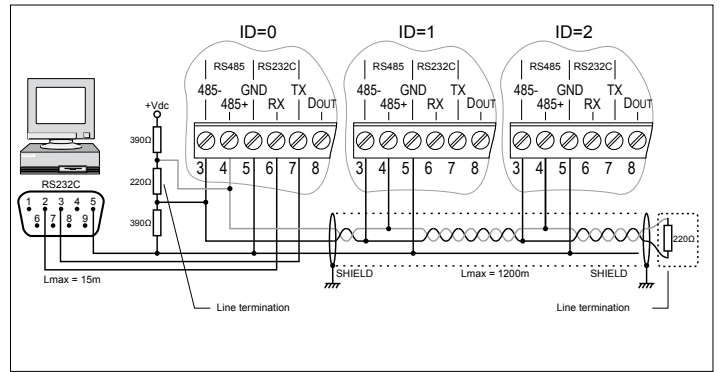 ID=0 ID=1 ID=2
RS485 RS232C RS485 RS232C RS485 RS232C
485- GND TX 485- GND TX 485- GND TX
485+ RX DOUT 485+ RX DOUT 485+ RX DOUT
+Vdc
390Ω
3 4 5 6 7 8 3 4 5 6 7 8 3 4 5 6 7 8
220Ω
RS232C
1 2 3 4 5
6 7 8 9
390Ω
220Ω
Lmax = 15m SHIELD Lmax = 1200m SHIELD
Line termination Line termination